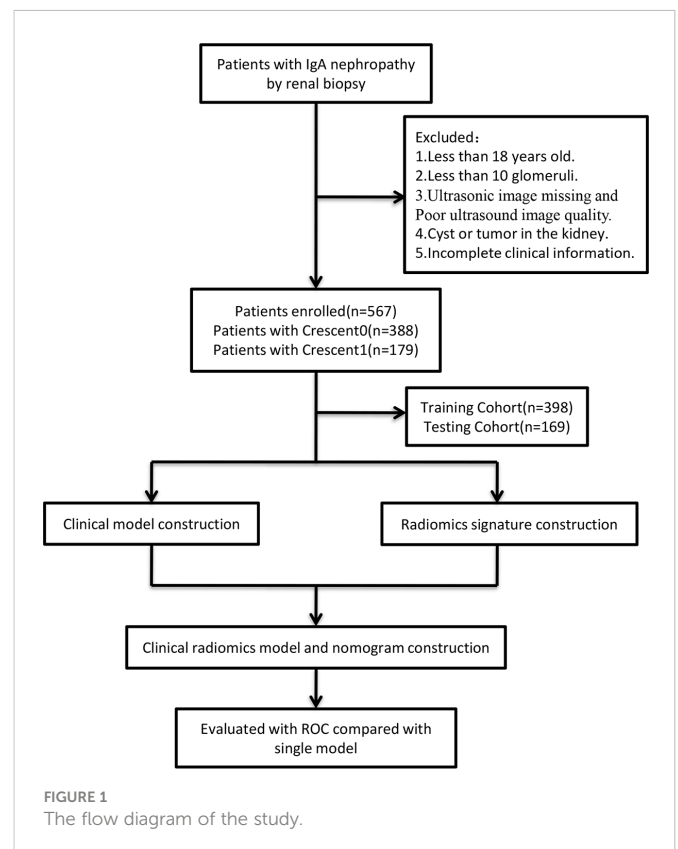 Patients with IgA nephropathy
by renal biopsy
Excluded：
1.Less than 18 years old.
2.Less than 10 glomeruli.
3.Ultrasonic image missing and
Poor ultrasound image quality.
4.Cyst or tumor in the kidney.
5.Incomplete clinical information.
Patients enrolled(n=567)
Patients with Crescent0(n=388)
Patients with Crescent1(n=179)
Training Cohort(n=398)
Testing Cohort(n=169)
Clinical model construction
Radiomics signature construction
Clinical radiomics model and nomogram construction
Evaluated with ROC compared with
single model
FIGURE 1
The flow diagram of the study.